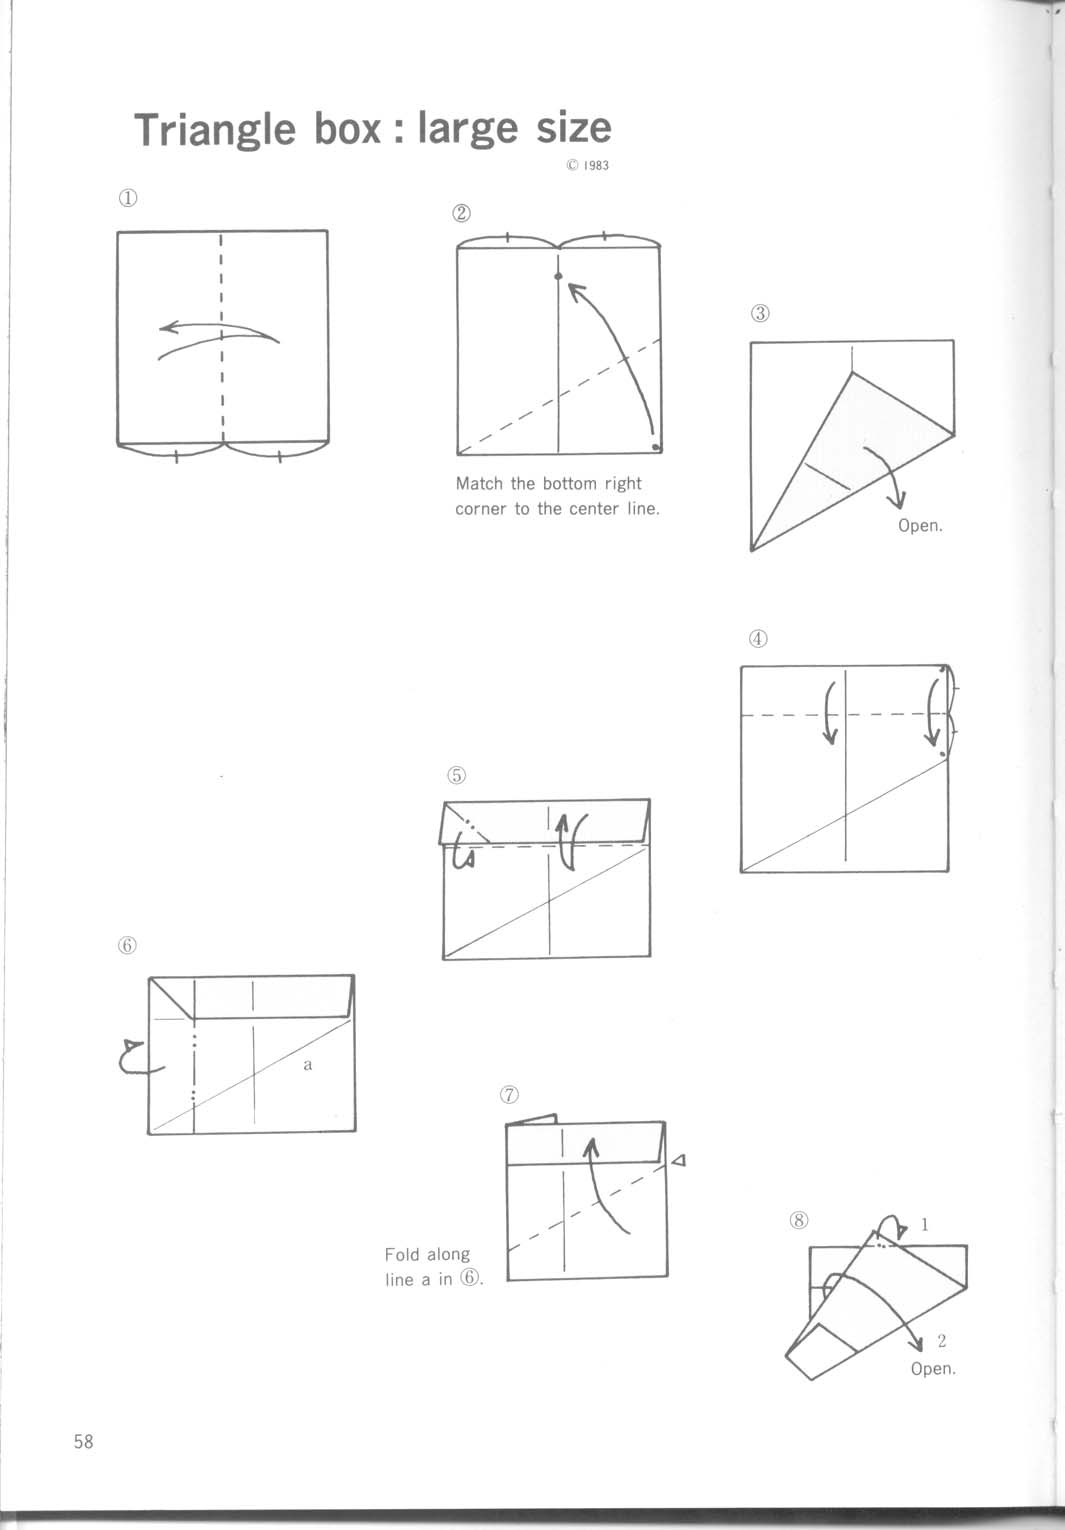 Triangle box : large size
© 1983
①
②
Match the bottom right
corner to the center line.
③
Open.
④
⑤
⑥
a
⑦
Fold along
line a in ⑥.
⑧
1
2
Open.
58